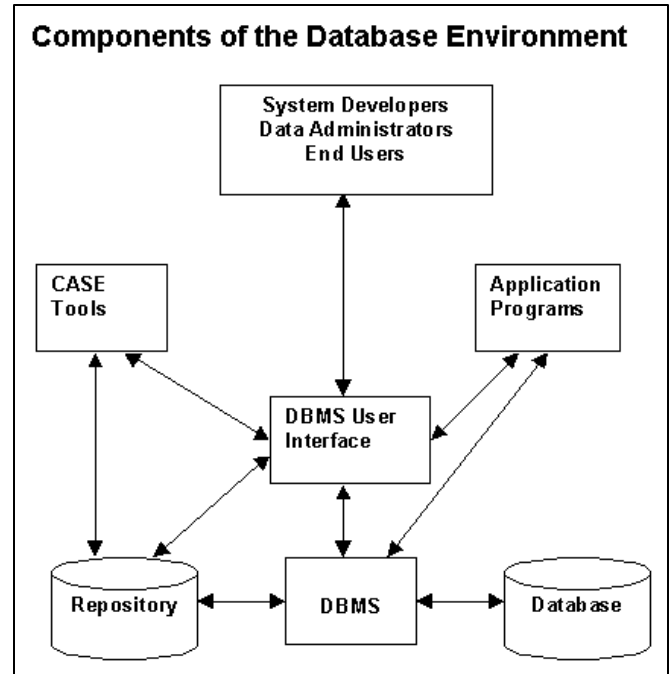 Components of the Database Environment
System Developers
Data Administrators
End Users
CASE
Tools
Application
Programs
DBMS User
Interface
Repository
DBMS
Database